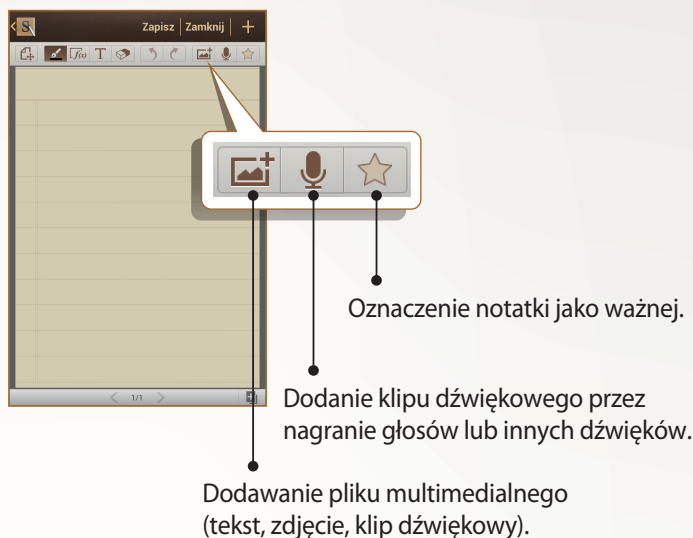 S
Zapisz Zamknij +
f(x) T
Oznaczenie notatki jako ważnej.
Dodanie klipu dźwiękowego przez
nagranie głosów lub innych dźwięków.
Dodawanie pliku multimedialnego
(tekst, zdjęcie, klip dźwiękowy).
1/1